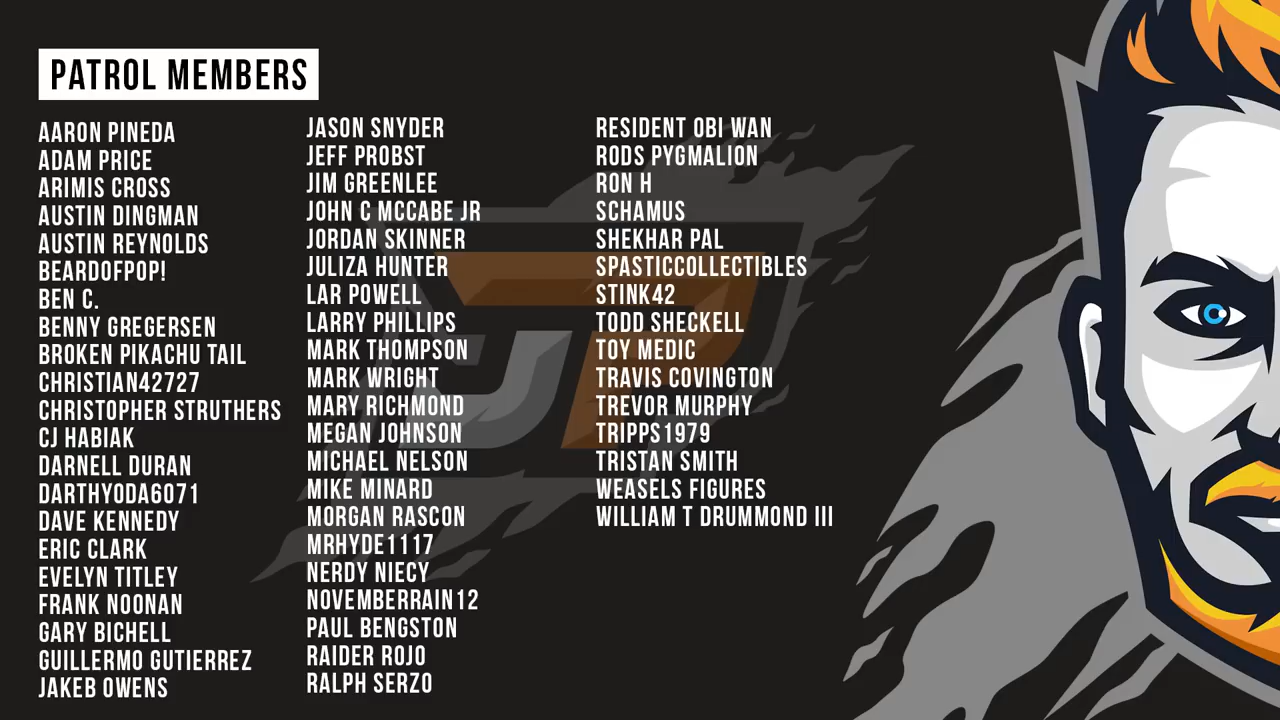 PATROL MEMBERS
AARON PINEDA
ADAM PRICE
ARIMIS CROSS
AUSTIN DINGMAN
AUSTIN REYNOLDS
BEARDOFPOP!
BEN C.
BENNY GREGERSEN
BROKEN PIKACHU TAIL
CHRISTIAN42727
CHRISTOPHER STRUTHERS
CJ HABIAK
DARNELL DURAN
DARTHYODA6071
DAVE KENNEDY
ERIC CLARK
EVELYN TITLEY
FRANK NOONAN
GARY BICHELL
GUILLERMO GUTIERREZ
JAKEB OWENS
JASON SNYDER
JEFF PROBST
JIM GREENLEE
JOHN C MCCABE JR
JORDAN SKINNER
JULIZA HUNTER
LAR POWELL
LARRY PHILLIPS
MARK THOMPSON
MARK WRIGHT
MARY RICHMOND
MEGAN JOHNSON
MICHAEL NELSON
MIKE MINARD
MORGAN RASCON
MRHYDE1117
NERDY NIECY
NOVEMBERRAIN12
PAUL BENGSTON
RAIDER ROJO
RALPH SERZO
RESIDENT OBI WAN
RODS PYGMALION
RON H
SCHAMUS
SHEKHAR PAL
SPASTICCOLLECTIBLES
STINK42
TODD SHECKELL
TOY MEDIC
TRAVIS COVINGTON
TREVOR MURPHY
TRIPPS1979
TRISTAN SMITH
WEASELS FIGURES
WILLIAM T DRUMMOND III
JP